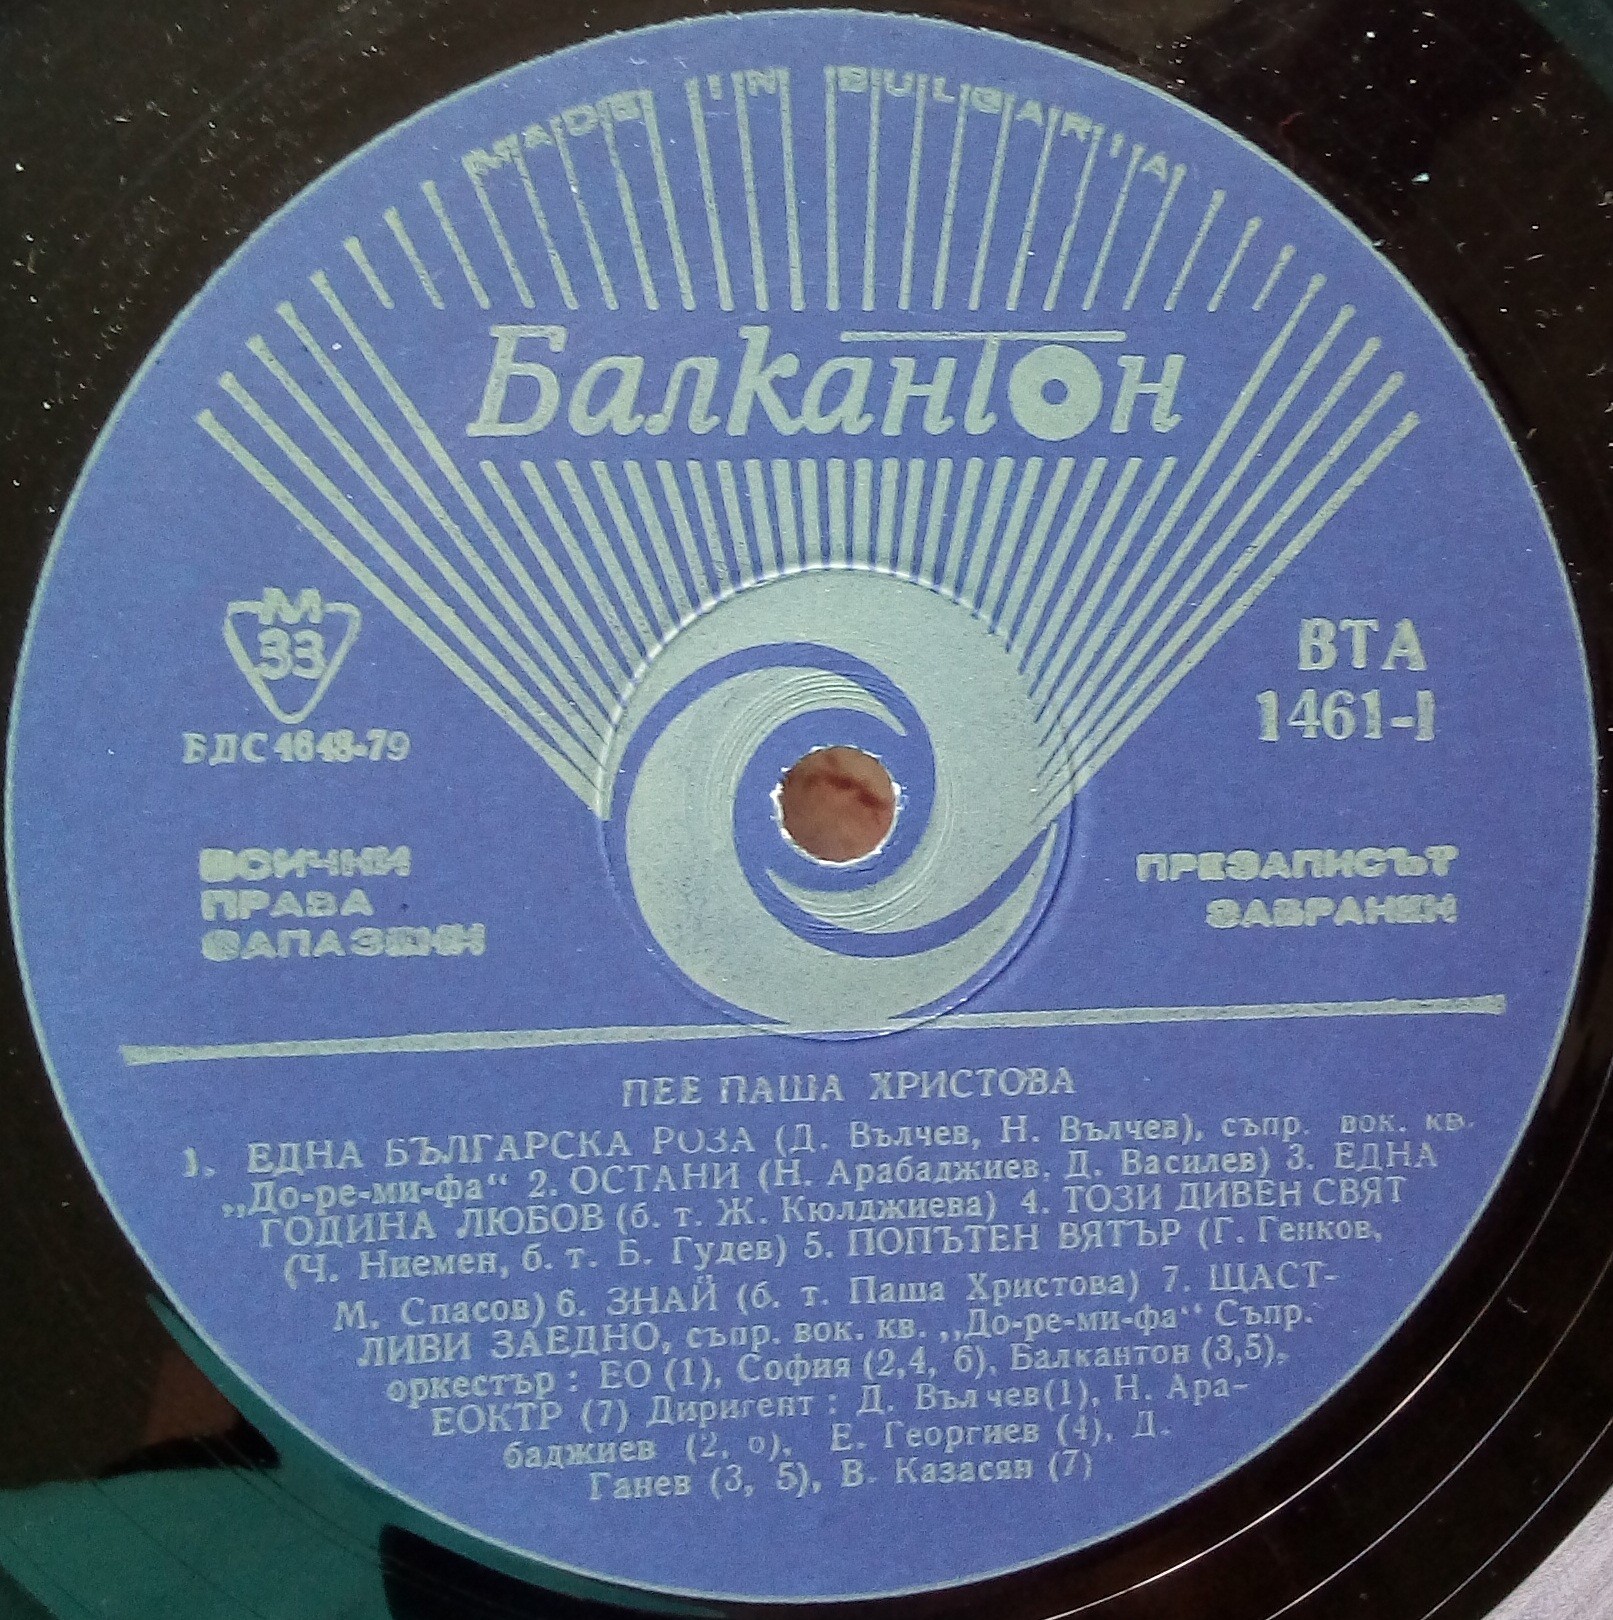 MADE IN BULGARIA
Балкантон
М
33
БДС 4648-79
ВТА
1461-I
ВСИЧКИ
ПРАВА
ЗАПАЗЕНИ
ПРЕЗАПИСЪТ
ЗАБРАНЕН
ПЕЕ ПАША ХРИСТОВА
1. ЕДНА БЪЛГАРСКА РОЗА (Д. Вълчев, Н. Вълчев), съпр. вок. кв.
„До-ре-ми-фа“ 2. ОСТАНИ (Н. Арабаджиев, Д. Василев) 3. ЕДНА
ГОДИНА ЛЮБОВ (б. т. Ж. Кюлджиева) 4. ТОЗИ ДИВЕН СВЯТ
(Ч. Ниемен, б. т. Б. Гудев) 5. ПОПЪТЕН ВЯТЪР (Г. Генков,
М. Спасов) 6. ЗНАЙ (б. т. Паша Христова) 7. ЩАСТ-
ЛИВИ ЗАЕДНО, съпр. вок. кв. „До-ре-ми-фа“ Съпр.
оркестър: ЕО (1), София (2,4, 6), Балкантон (3,5),
ЕОКТР (7) Диригент: Д. Вълчев(1), Н. Ара-
баджиев (2, 6), Е. Георгиев (4), Д.
Ганев (3, 5), В. Казасян (7)